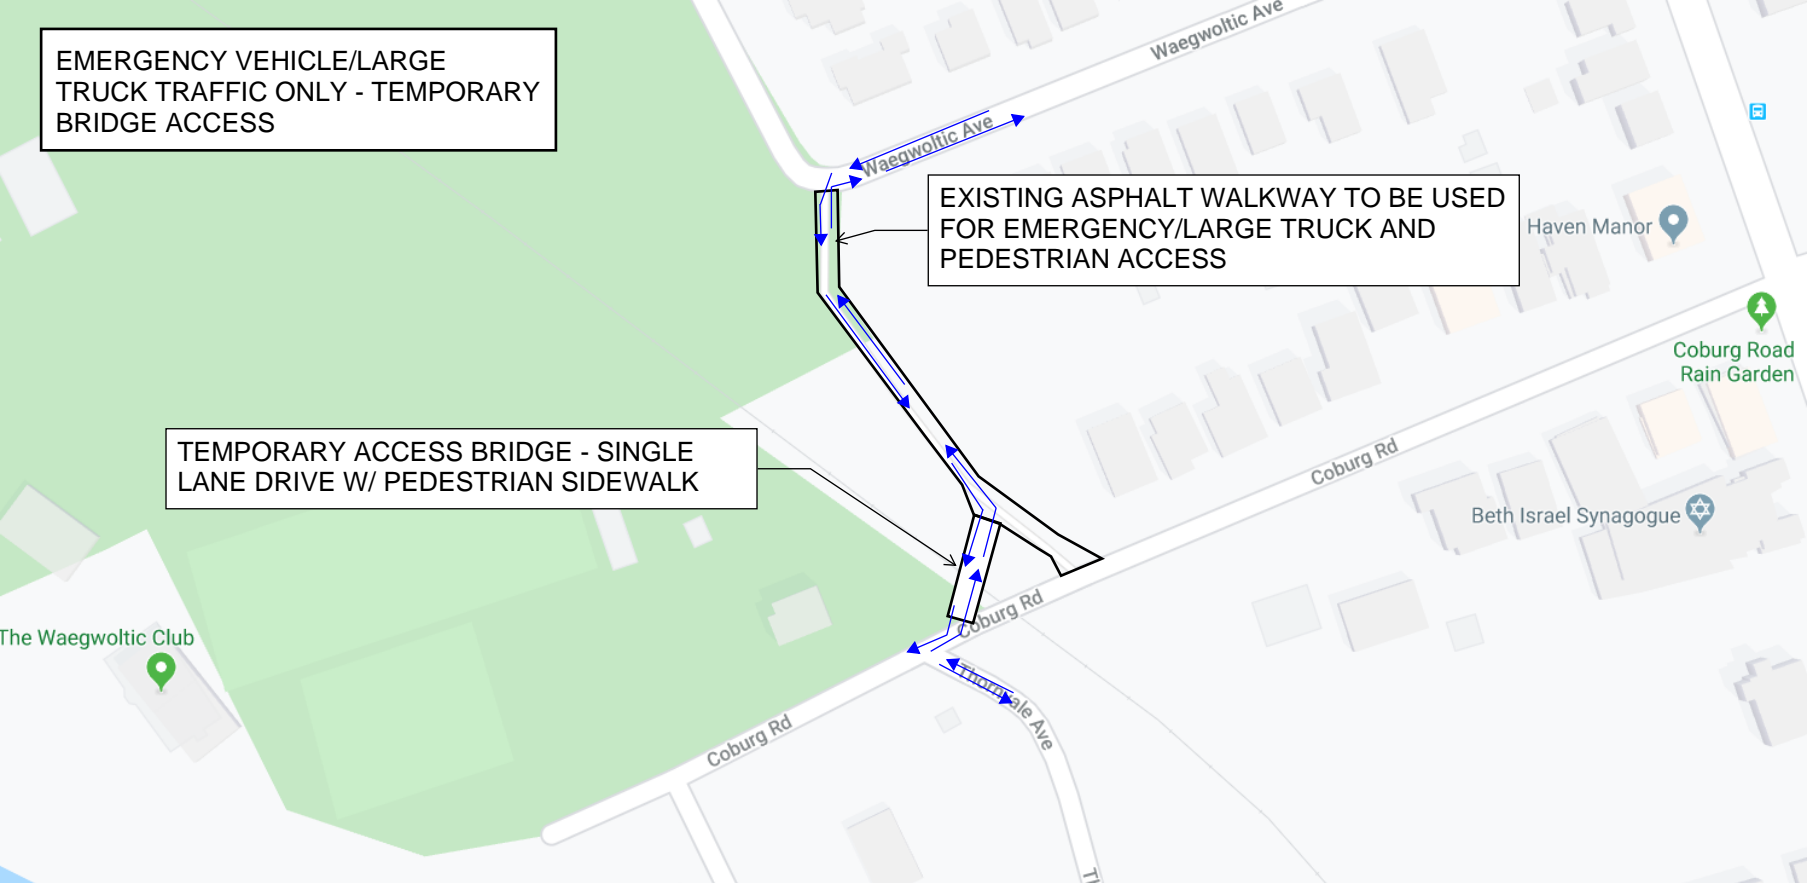 EMERGENCY VEHICLE/LARGE
TRUCK TRAFFIC ONLY - TEMPORARY
BRIDGE ACCESS
Waegwoltic Ave
Waegwoltic Ave
EXISTING ASPHALT WALKWAY TO BE USED
FOR EMERGENCY/LARGE TRUCK AND
PEDESTRIAN ACCESS
Haven Manor
Coburg Road
Rain Garden
TEMPORARY ACCESS BRIDGE - SINGLE
LANE DRIVE W/ PEDESTRIAN SIDEWALK
Coburg Rd
Beth Israel Synagogue
Coburg Rd
The Waegwoltic Club
Thornvale Ave
Coburg Rd